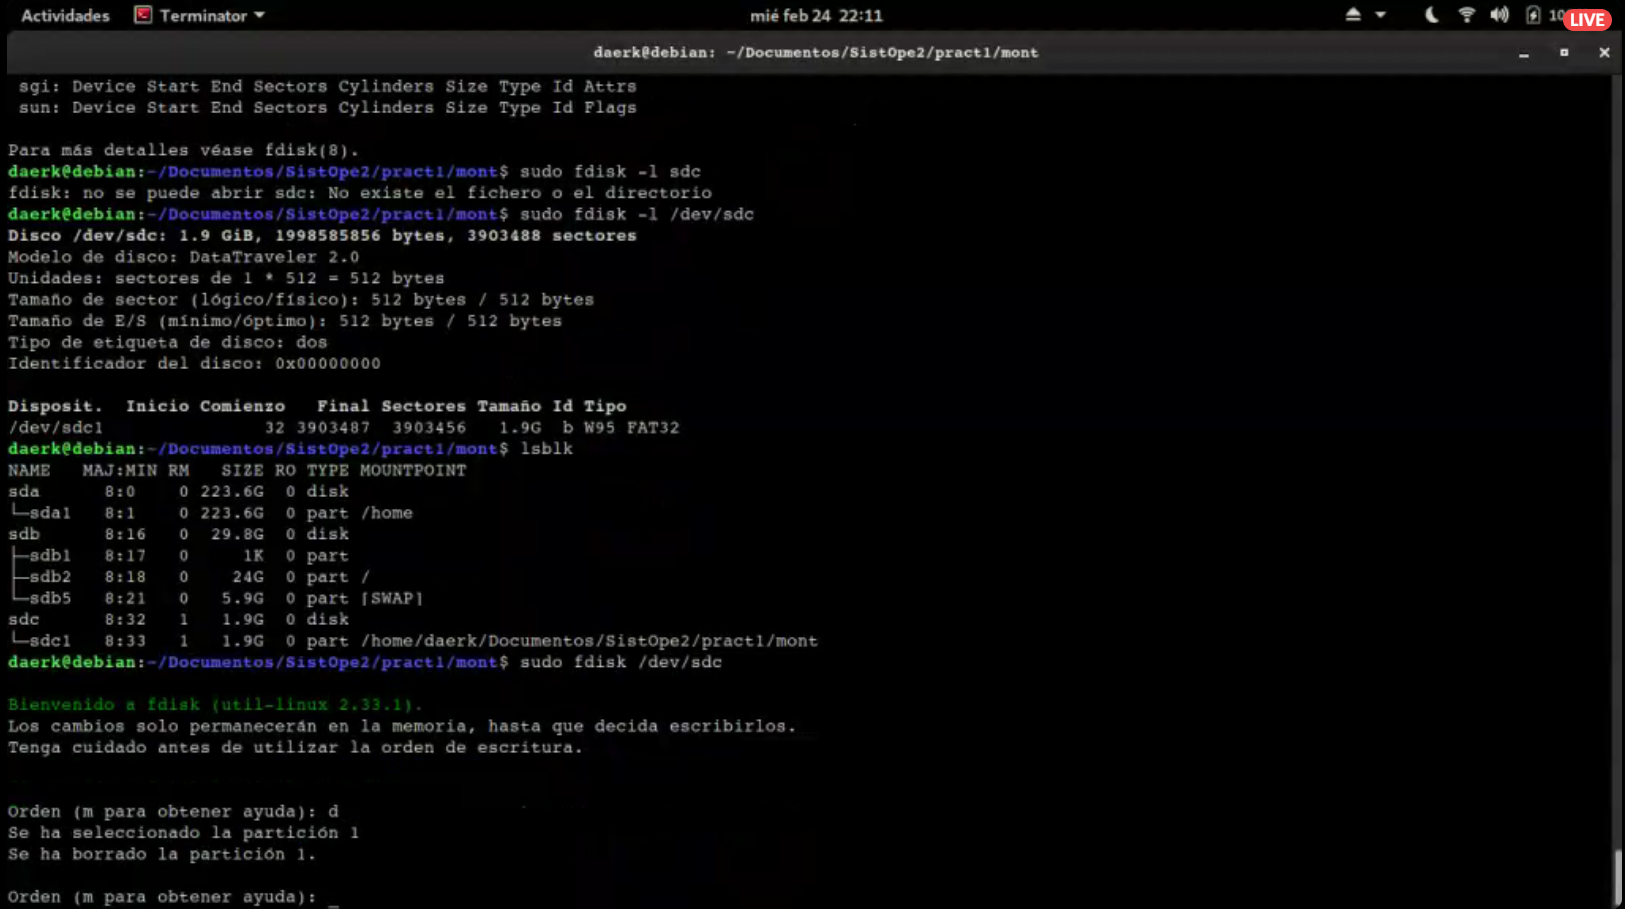 Actividades Terminator mié feb 24 22:11 LIVE
daerk@debian: ~/Documentos/SistOpe2/pract1/mont
sgi: Device Start End Sectors Cylinders Size Type Id Attrs
sun: Device Start End Sectors Cylinders Size Type Id Flags
Para más detalles véase fdisk(8).
daerk@debian:~/Documentos/SistOpe2/pract1/mont$ sudo fdisk -l sdc
fdisk: no se puede abrir sdc: No existe el fichero o el directorio
daerk@debian:~/Documentos/SistOpe2/pract1/mont$ sudo fdisk -l /dev/sdc
Disco /dev/sdc: 1.9 GiB, 1998585856 bytes, 3903488 sectores
Modelo de disco: DataTraveler 2.0
Unidades: sectores de 1 * 512 = 512 bytes
Tamaño de sector (lógico/físico): 512 bytes / 512 bytes
Tamaño de E/S (mínimo/óptimo): 512 bytes / 512 bytes
Tipo de etiqueta de disco: dos
Identificador del disco: 0x00000000
Disposit. Inicio Comienzo Final Sectores Tamaño Id Tipo
/dev/sdc1 32 3903487 3903456 1.9G b W95 FAT32
daerk@debian:~/Documentos/SistOpe2/pract1/mont$ lsblk
NAME MAJ:MIN RM SIZE RO TYPE MOUNTPOINT
sda 8:0 0 223.6G 0 disk
└─sda1 8:1 0 223.6G 0 part /home
sdb 8:16 0 29.8G 0 disk
├─sdb1 8:17 0 1K 0 part
├─sdb2 8:18 0 24G 0 part /
└─sdb5 8:21 0 5.9G 0 part [SWAP]
sdc 8:32 1 1.9G 0 disk
└─sdc1 8:33 1 1.9G 0 part /home/daerk/Documentos/SistOpe2/pract1/mont
daerk@debian:~/Documentos/SistOpe2/pract1/mont$ sudo fdisk /dev/sdc
Bienvenido a fdisk (util-linux 2.33.1).
Los cambios solo permanecerán en la memoria, hasta que decida escribirlos.
Tenga cuidado antes de utilizar la orden de escritura.
Orden (m para obtener ayuda): d
Se ha seleccionado la partición 1
Se ha borrado la partición 1.
Orden (m para obtener ayuda): _